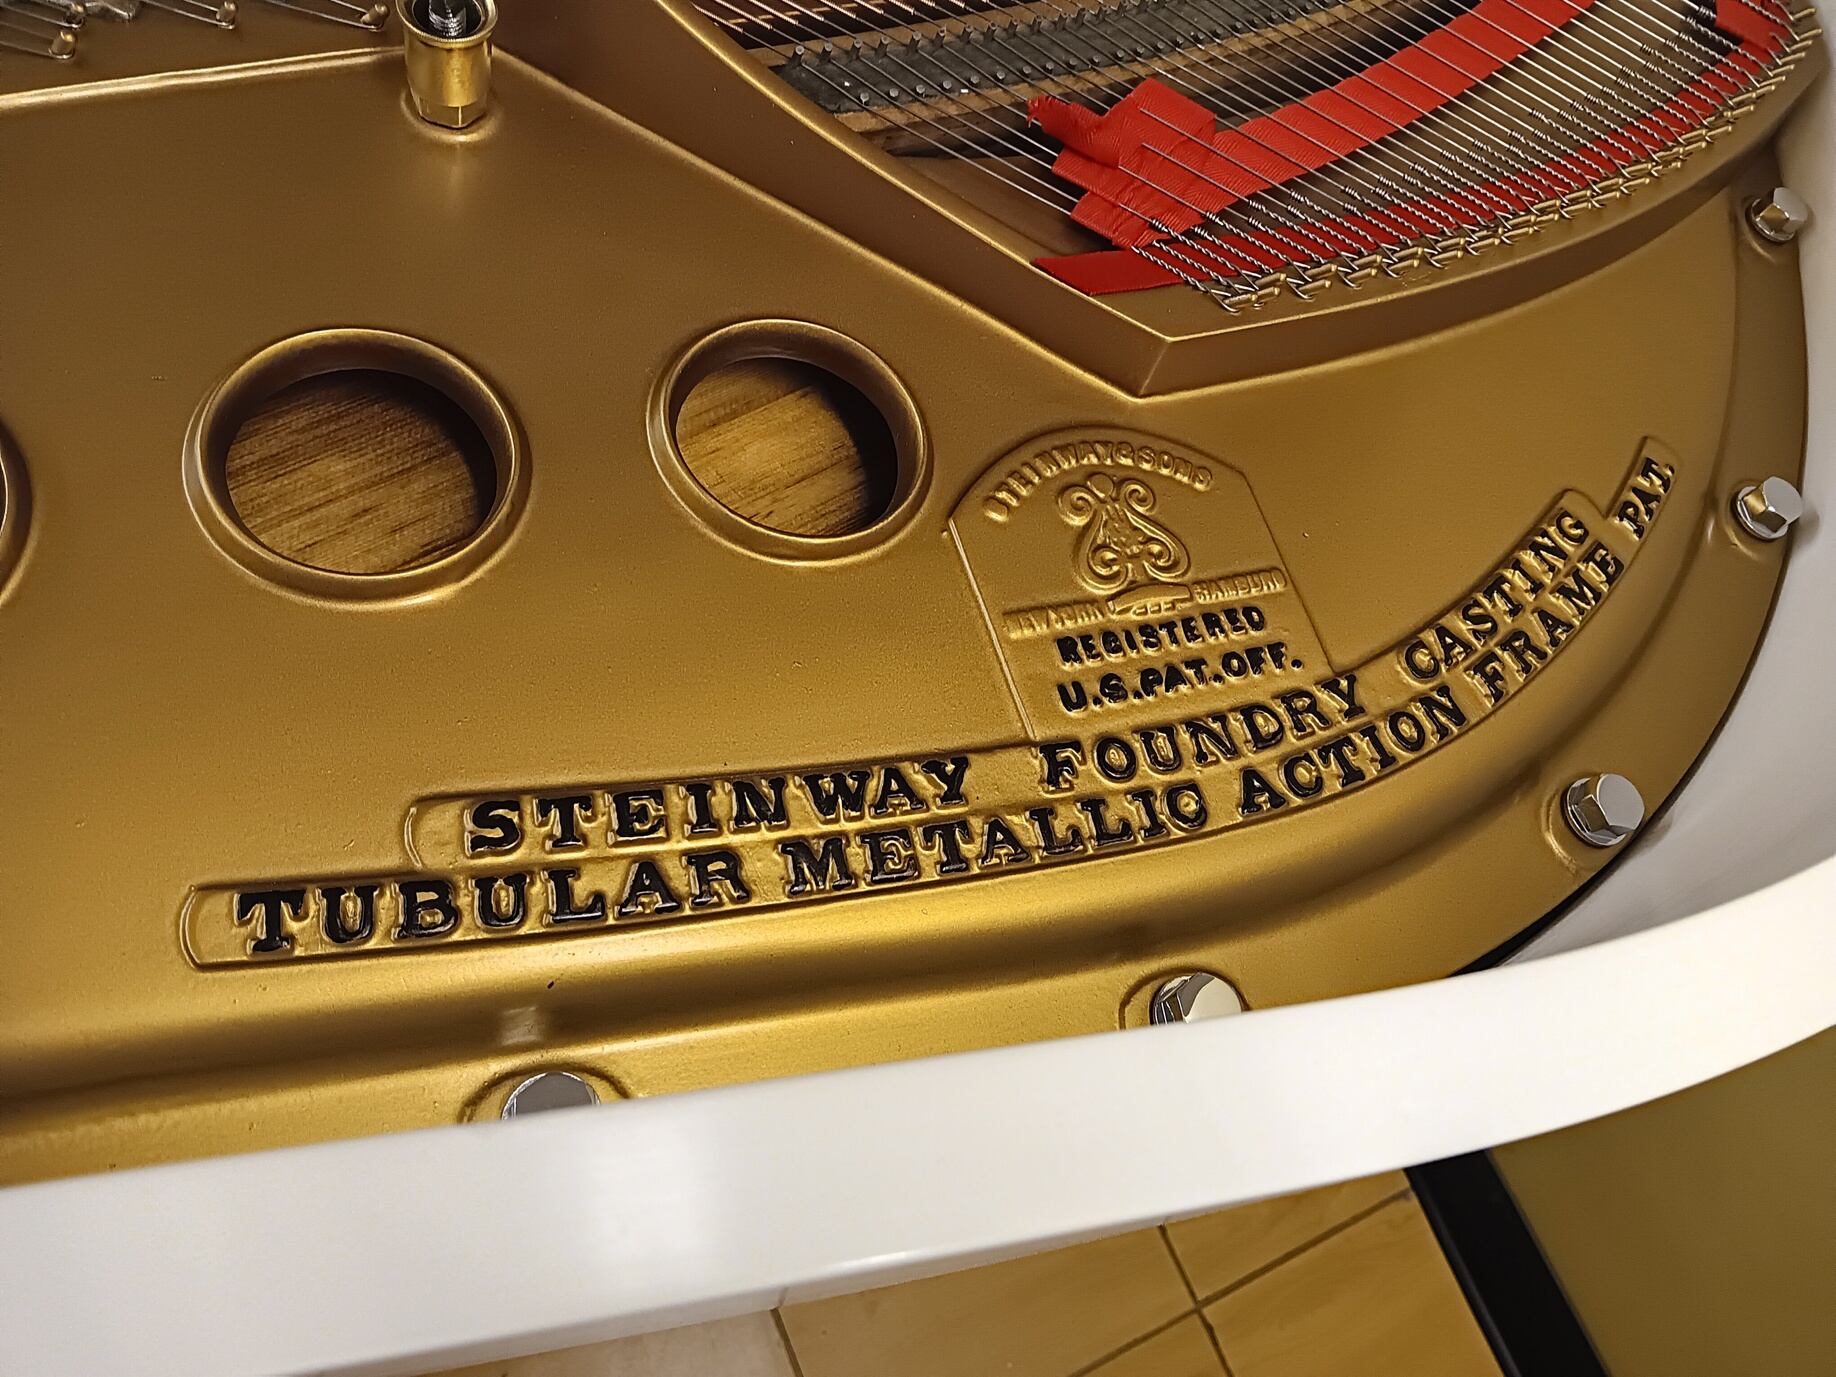 STEINWAY & SONS
NEW YORK HAMBURG
REGISTERED
U.S.PAT.OFF.
STEINWAY FOUNDRY CASTING
TUBULAR METALLIC ACTION FRAME PAT.